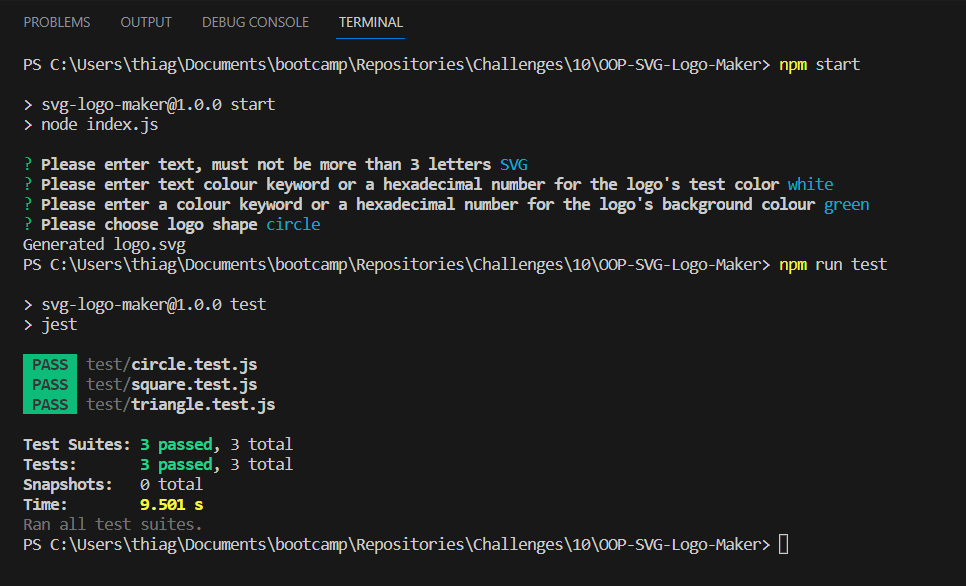 PROBLEMS OUTPUT DEBUG CONSOLE TERMINAL
PS C:\Users\thiag\Documents\bootcamp\Repositories\Challenges\10\OOP-SVG-Logo-Maker> npm start
> svg-logo-maker@1.0.0 start
> node index.js
? Please enter text, must not be more than 3 letters SVG
? Please enter text colour keyword or a hexadecimal number for the logo's test color white
? Please enter a colour keyword or a hexadecimal number for the logo's background colour green
? Please choose logo shape circle
Generated logo.svg
PS C:\Users\thiag\Documents\bootcamp\Repositories\Challenges\10\OOP-SVG-Logo-Maker> npm run test
> svg-logo-maker@1.0.0 test
> jest
PASS test/circle.test.js
PASS test/square.test.js
PASS test/triangle.test.js
Test Suites: 3 passed, 3 total
Tests: 3 passed, 3 total
Snapshots: 0 total
Time: 9.501 s
Ran all test suites.
PS C:\Users\thiag\Documents\bootcamp\Repositories\Challenges\10\OOP-SVG-Logo-Maker>